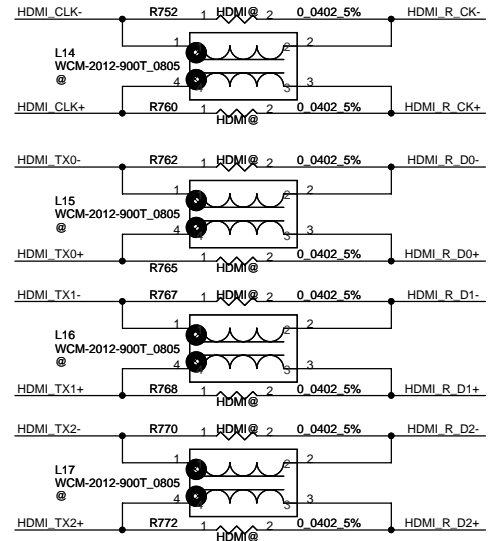 HDMI_CLK- R752 1 HDMI@ 2 0_0402_5% HDMI_R_CK-
1 2 2
L14
WCM-2012-900T_0805
@
4 4 3 3
HDMI_CLK+ R760 1 2 0_0402_5% HDMI_R_CK+
HDMI@
HDMI_TX0- R762 1 HDMI@ 2 0_0402_5% HDMI_R_D0-
1 2 2
L15
WCM-2012-900T_0805
@
4 3 3
HDMI_TX0+ 1 2 0_0402_5% HDMI_R_D0+
R765 HDMI@
HDMI_TX1- R767 1 HDMI@ 2 0_0402_5% HDMI_R_D1-
1 2 2
L16
WCM-2012-900T_0805
@
4 4 3 3
HDMI_TX1+ R768 1 2 0_0402_5% HDMI_R_D1+
HDMI@
HDMI_TX2- R770 1 HDMI@ 2 0_0402_5% HDMI_R_D2-
1 2 2
L17
WCM-2012-900T_0805
@
4 3 3
HDMI_TX2+ R772 1 2 0_0402_5% HDMI_R_D2+
HDMI@